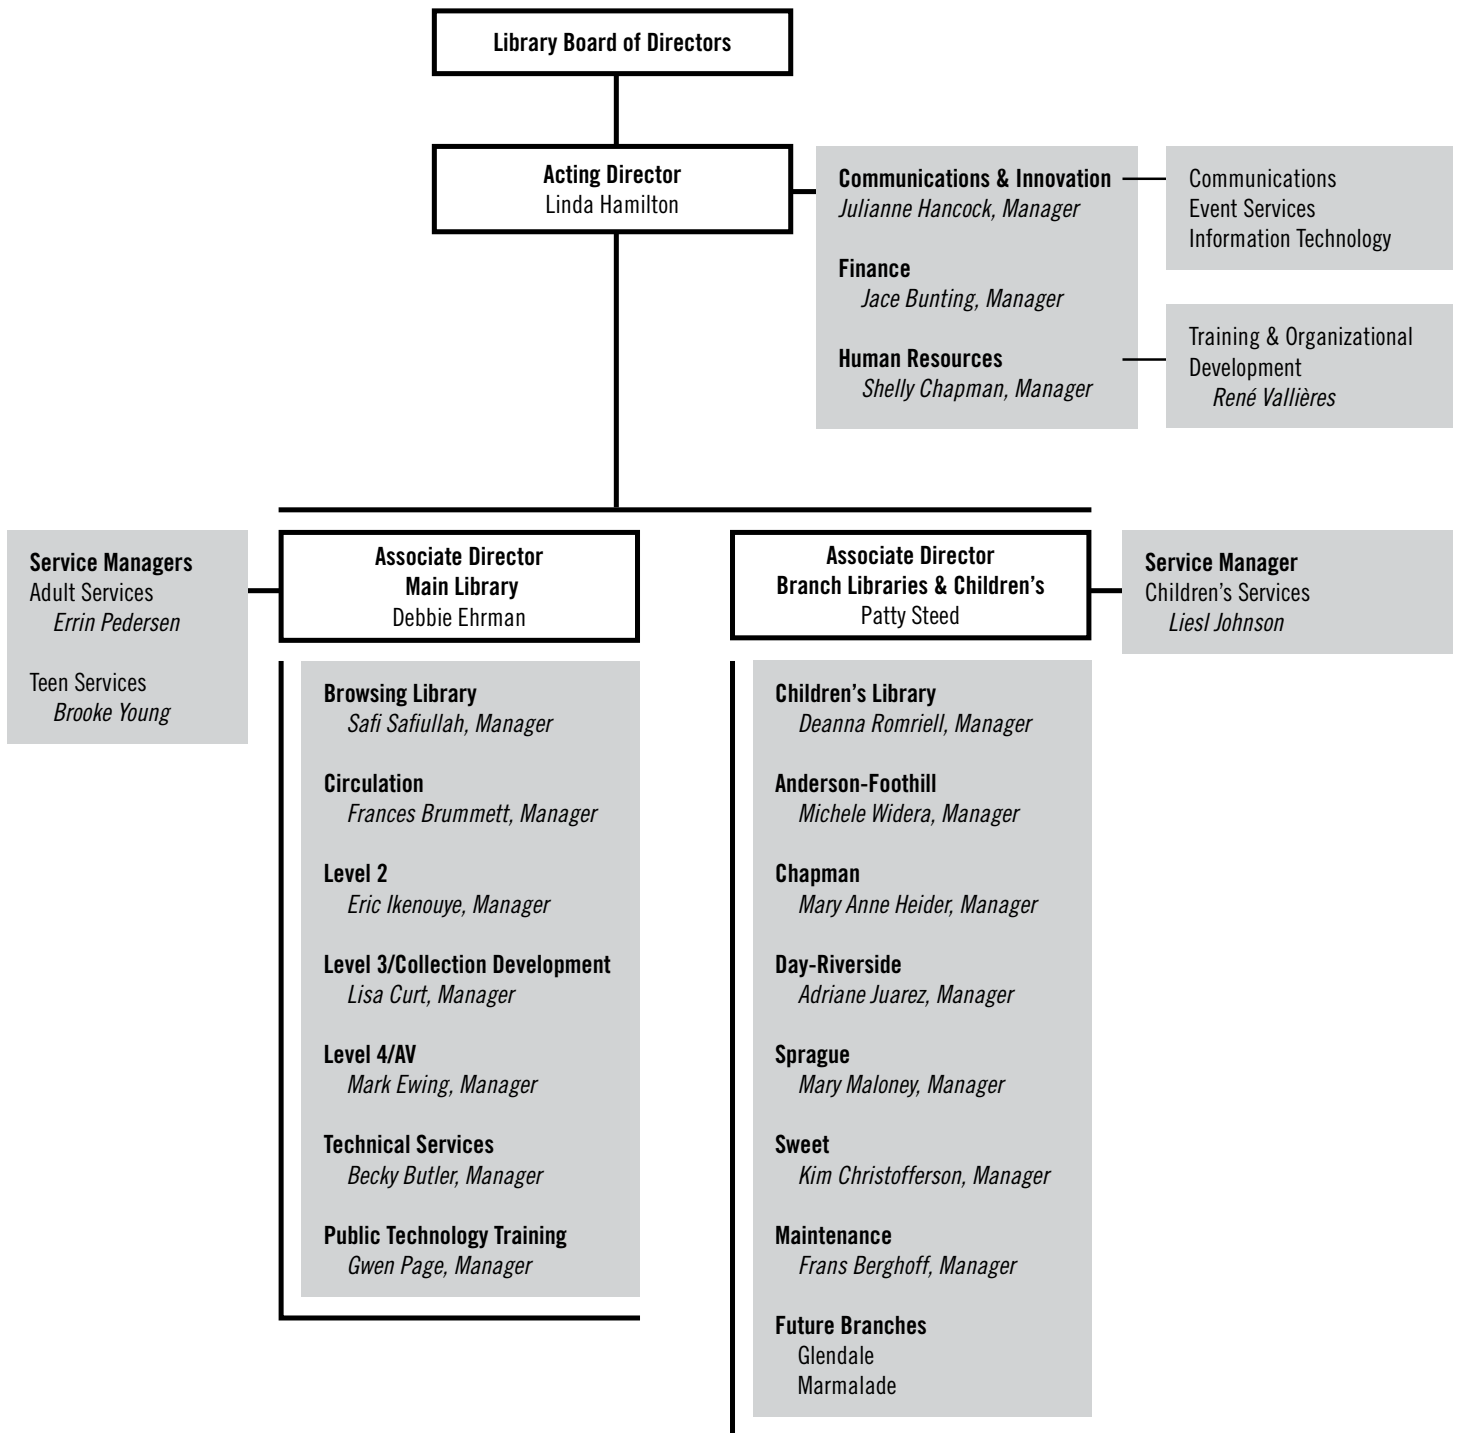 Library Board of Directors
Acting Director
Linda Hamilton
Communications & Innovation
Julianne Hancock, Manager
Finance
Jace Bunting, Manager
Human Resources
Shelly Chapman, Manager
Communications
Event Services
Information Technology
Training & Organizational
Development
René Vallières
Service Managers
Adult Services
Errin Pedersen
Teen Services
Brooke Young
Associate Director
Main Library
Debbie Ehrman
Browsing Library
Safi Safiullah, Manager
Circulation
Frances Brummett, Manager
Level 2
Eric Ikenouye, Manager
Level 3/Collection Development
Lisa Curt, Manager
Level 4/AV
Mark Ewing, Manager
Technical Services
Becky Butler, Manager
Public Technology Training
Gwen Page, Manager
Associate Director
Branch Libraries & Children’s
Patty Steed
Service Manager
Children’s Services
Liesl Johnson
Children’s Library
Deanna Romriell, Manager
Anderson-Foothill
Michele Widera, Manager
Chapman
Mary Anne Heider, Manager
Day-Riverside
Adriane Juarez, Manager
Sprague
Mary Maloney, Manager
Sweet
Kim Christofferson, Manager
Maintenance
Frans Berghoff, Manager
Future Branches
Glendale
Marmalade